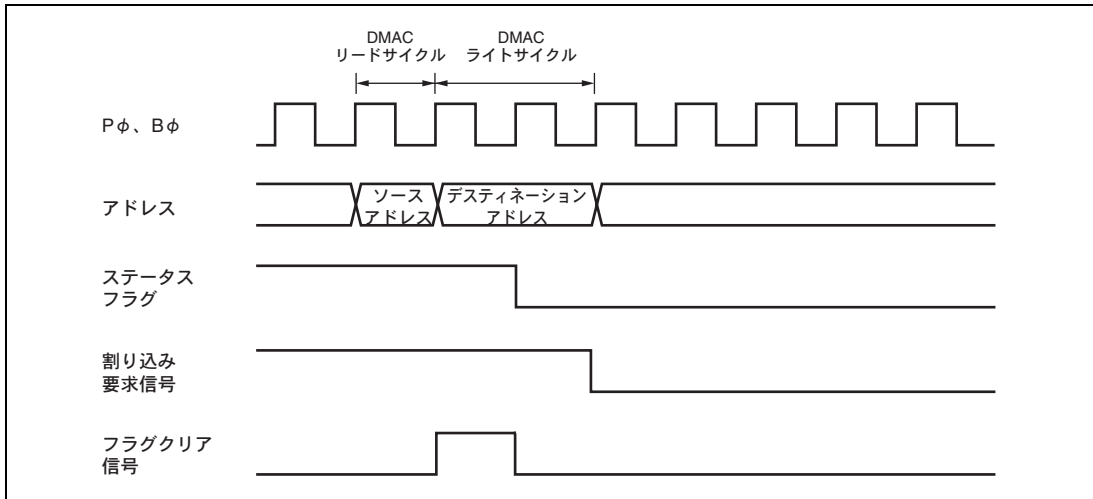 DMAC
リードサイクル
DMAC
ライトサイクル
Pφ、Bφ
アドレス
ソース
アドレス
デスティネーション
アドレス
ステータス
フラグ
割り込み
要求信号
フラグクリア
信号